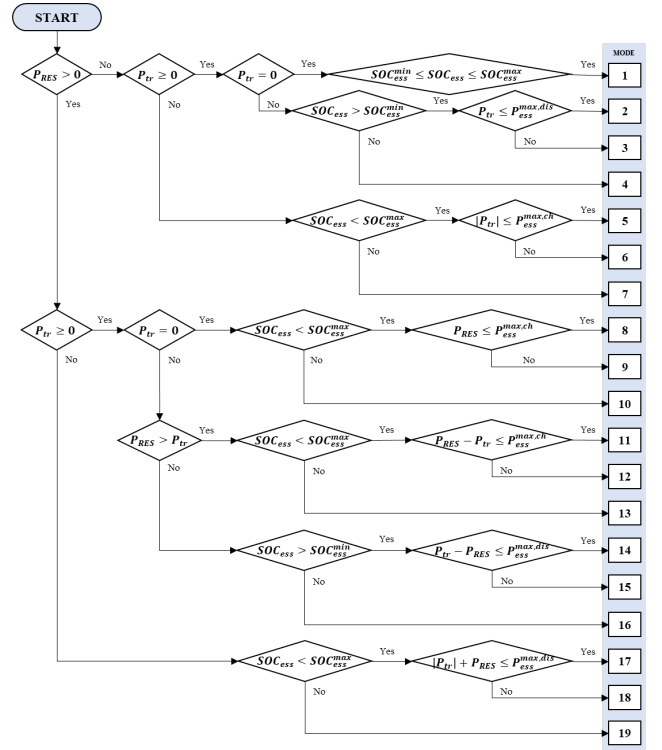 START
MODE
P_RES > 0 No P_tr ≥ 0 Yes P_tr = 0 Yes SOC_ess^min ≤ SOC_ess ≤ SOC_ess^max Yes 1
Yes No No SOC_ess > SOC_ess^min Yes P_tr ≤ P_ess^max,dis Yes 2
No No 3
4
SOC_ess < SOC_ess^max Yes |P_tr| ≤ P_ess^max,ch Yes 5
No No 6
7
P_tr ≥ 0 Yes P_tr = 0 Yes SOC_ess < SOC_ess^max Yes P_RES ≤ P_ess^max,ch Yes 8
No No No No 9
10
P_RES > P_tr Yes SOC_ess < SOC_ess^max Yes P_RES − P_tr ≤ P_ess^max,ch Yes 11
No No No 12
13
SOC_ess > SOC_ess^min Yes P_tr − P_RES ≤ P_ess^max,dis Yes 14
No No 15
16
SOC_ess < SOC_ess^max Yes |P_tr| + P_RES ≤ P_ess^max,dis Yes 17
No No 18
19